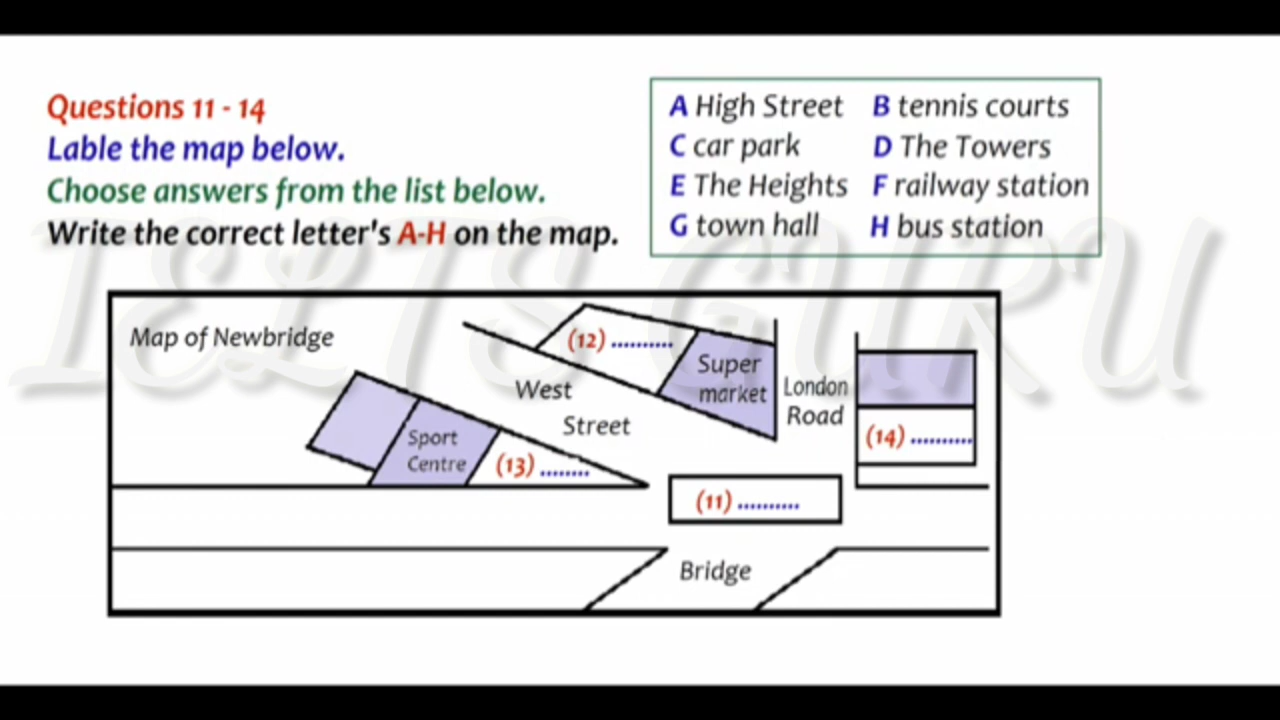 Questions 11 - 14
Lable the map below.
Choose answers from the list below.
Write the correct letter's A-H on the map.
A High Street B tennis courts
C car park D The Towers
E The Heights F railway station
G town hall H bus station
IELTS GURU
Map of Newbridge
(12) ..........
Super
market
West
Street
London
Road
Sport
Centre
(13) ........
(14) ..........
(11) ..........
Bridge